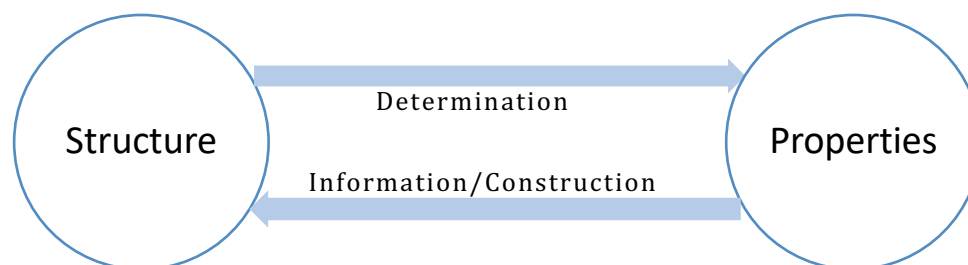 Structure
Determination
Information/Construction
Properties